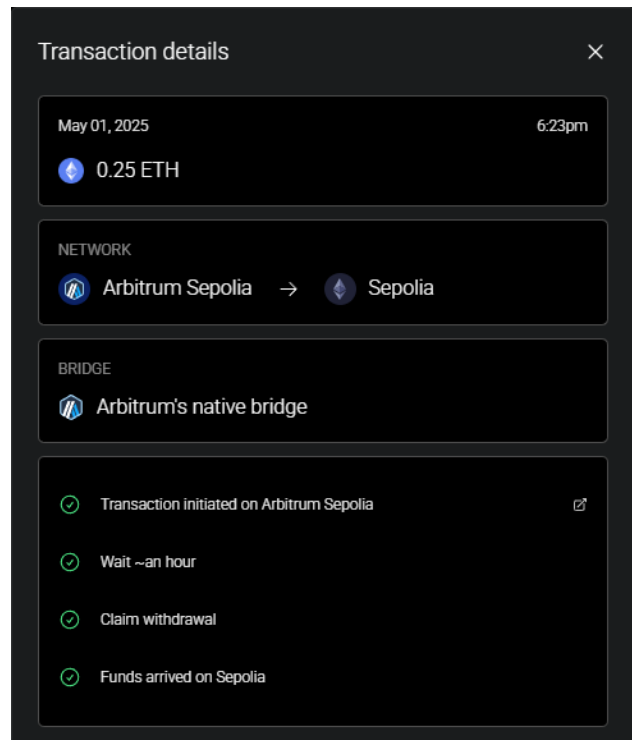 Transaction details
May 01, 2025 6:23pm
0.25 ETH
NETWORK
Arbitrum Sepolia → Sepolia
BRIDGE
Arbitrum's native bridge
Transaction initiated on Arbitrum Sepolia
Wait ~an hour
Claim withdrawal
Funds arrived on Sepolia